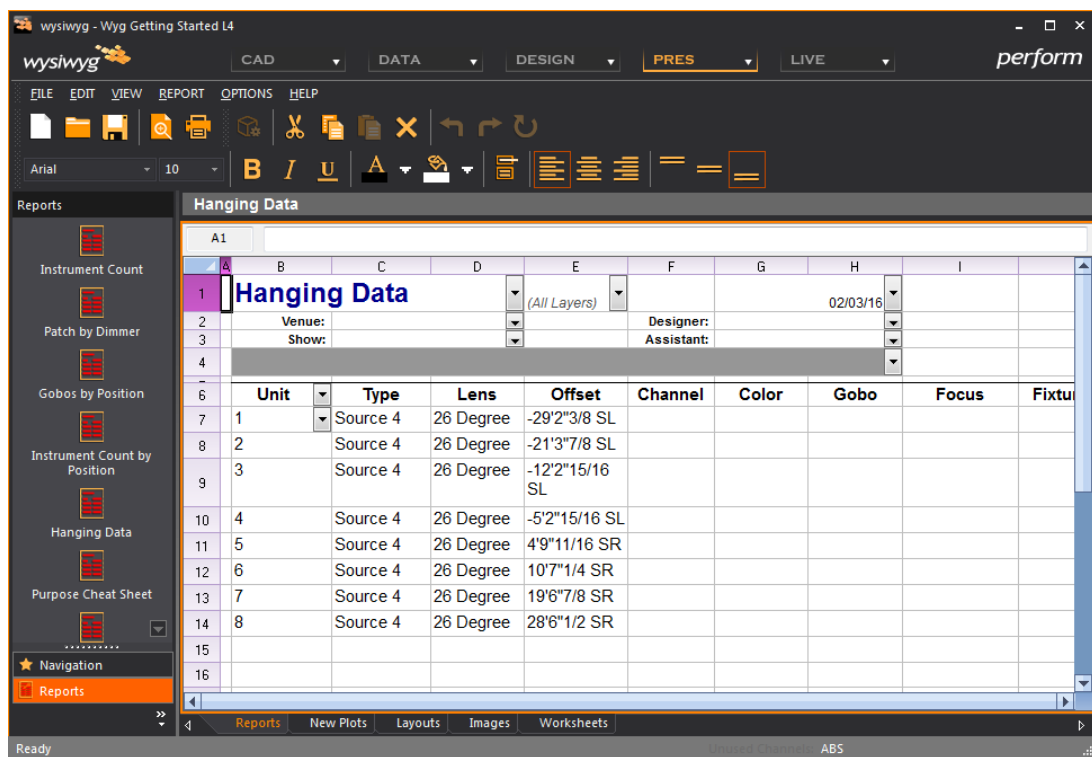 wysiwyg - Wyg Getting Started L4
wysiwyg CAD DATA DESIGN PRES LIVE perform
FILE EDIT VIEW REPORT OPTIONS HELP
Arial 10 B I U A
Reports Hanging Data
A1
Instrument Count
Patch by Dimmer
Gobos by Position
Instrument Count by
Position
Hanging Data
Purpose Cheat Sheet
Navigation
Reports
A B C D E F G H I
1 Hanging Data (All Layers) 02/03/16
2 Venue: Designer:
3 Show: Assistant:
4
6 Unit Type Lens Offset Channel Color Gobo Focus Fixtu
7 1 Source 4 26 Degree -29'2"3/8 SL
8 2 Source 4 26 Degree -21'3"7/8 SL
9 3 Source 4 26 Degree -12'2"15/16
SL
10 4 Source 4 26 Degree -5'2"15/16 SL
11 5 Source 4 26 Degree 4'9"11/16 SR
12 6 Source 4 26 Degree 10'7"1/4 SR
13 7 Source 4 26 Degree 19'6"7/8 SR
14 8 Source 4 26 Degree 28'6"1/2 SR
15
16
Reports New Plots Layouts Images Worksheets
Ready Unused Channels ABS